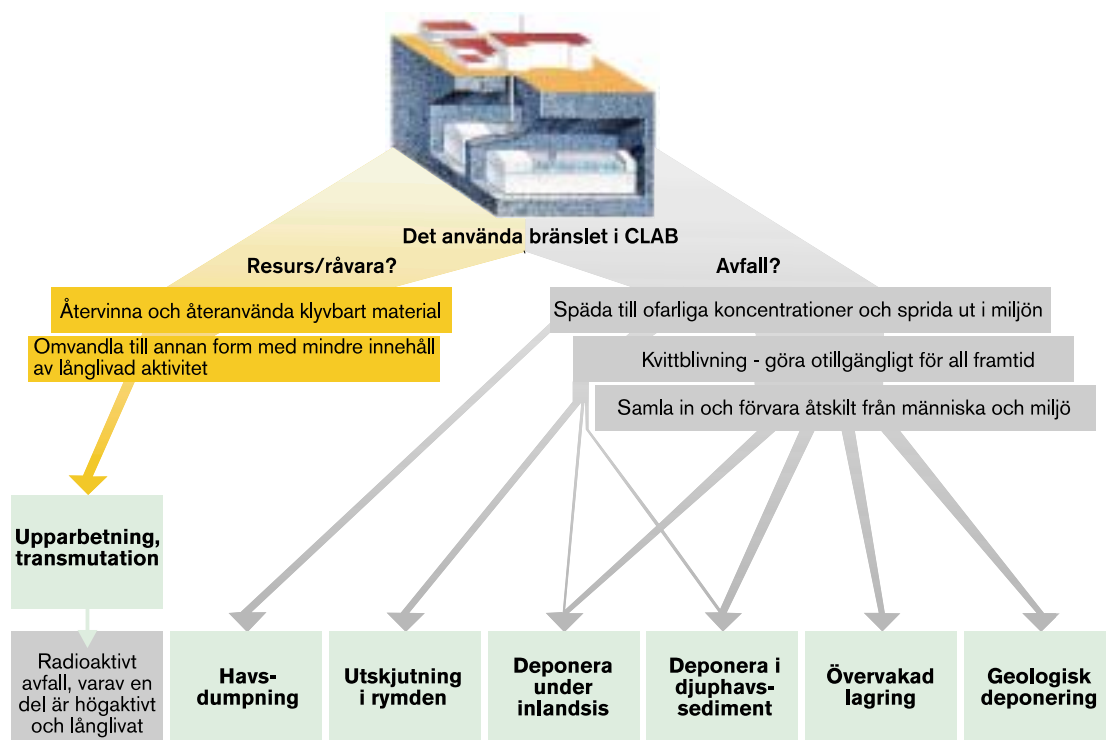 Det använda bränslet i CLAB
Resurs/råvara?
Avfall?
Återvinna och återanvända klyvbart material
Omvandla till annan form med mindre innehåll
av långlivad aktivitet
Späda till ofarliga koncentrationer och sprida ut i miljön
Kvittblivning - göra otillgängligt för all framtid
Samla in och förvara åtskilt från människa och miljö
Upparbetning,
transmutation
Radioaktivt
avfall, varav en
del är högaktivt
och långlivat
Havs-
dumpning
Utskjutning
i rymden
Deponera
under
inlandsis
Deponera i
djuphavs-
sediment
Övervakad
lagring
Geologisk
deponering